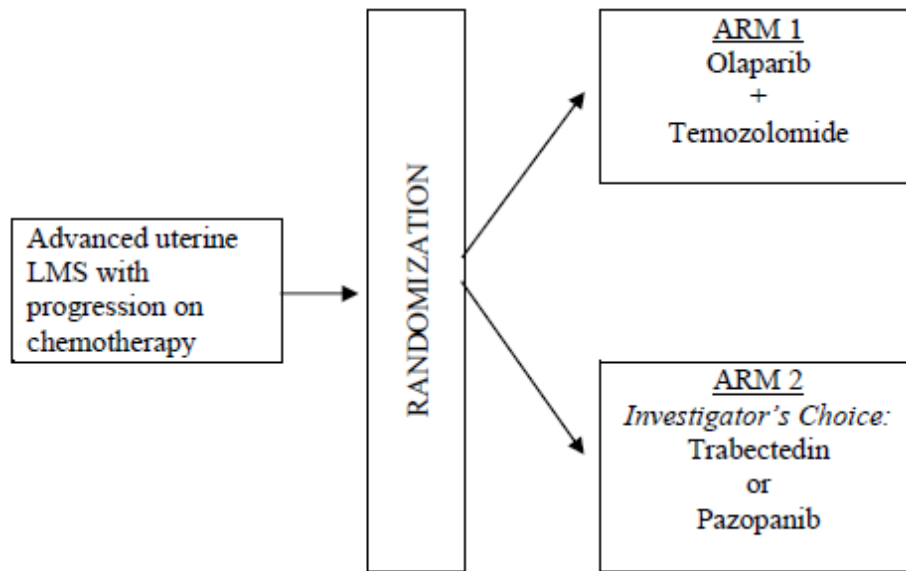 Advanced uterine
LMS with
progression on
chemotherapy
RANDOMIZATION
ARM 1
Olaparib
+
Temozolomide
ARM 2
Investigator's Choice:
Trabectedin
or
Pazopanib